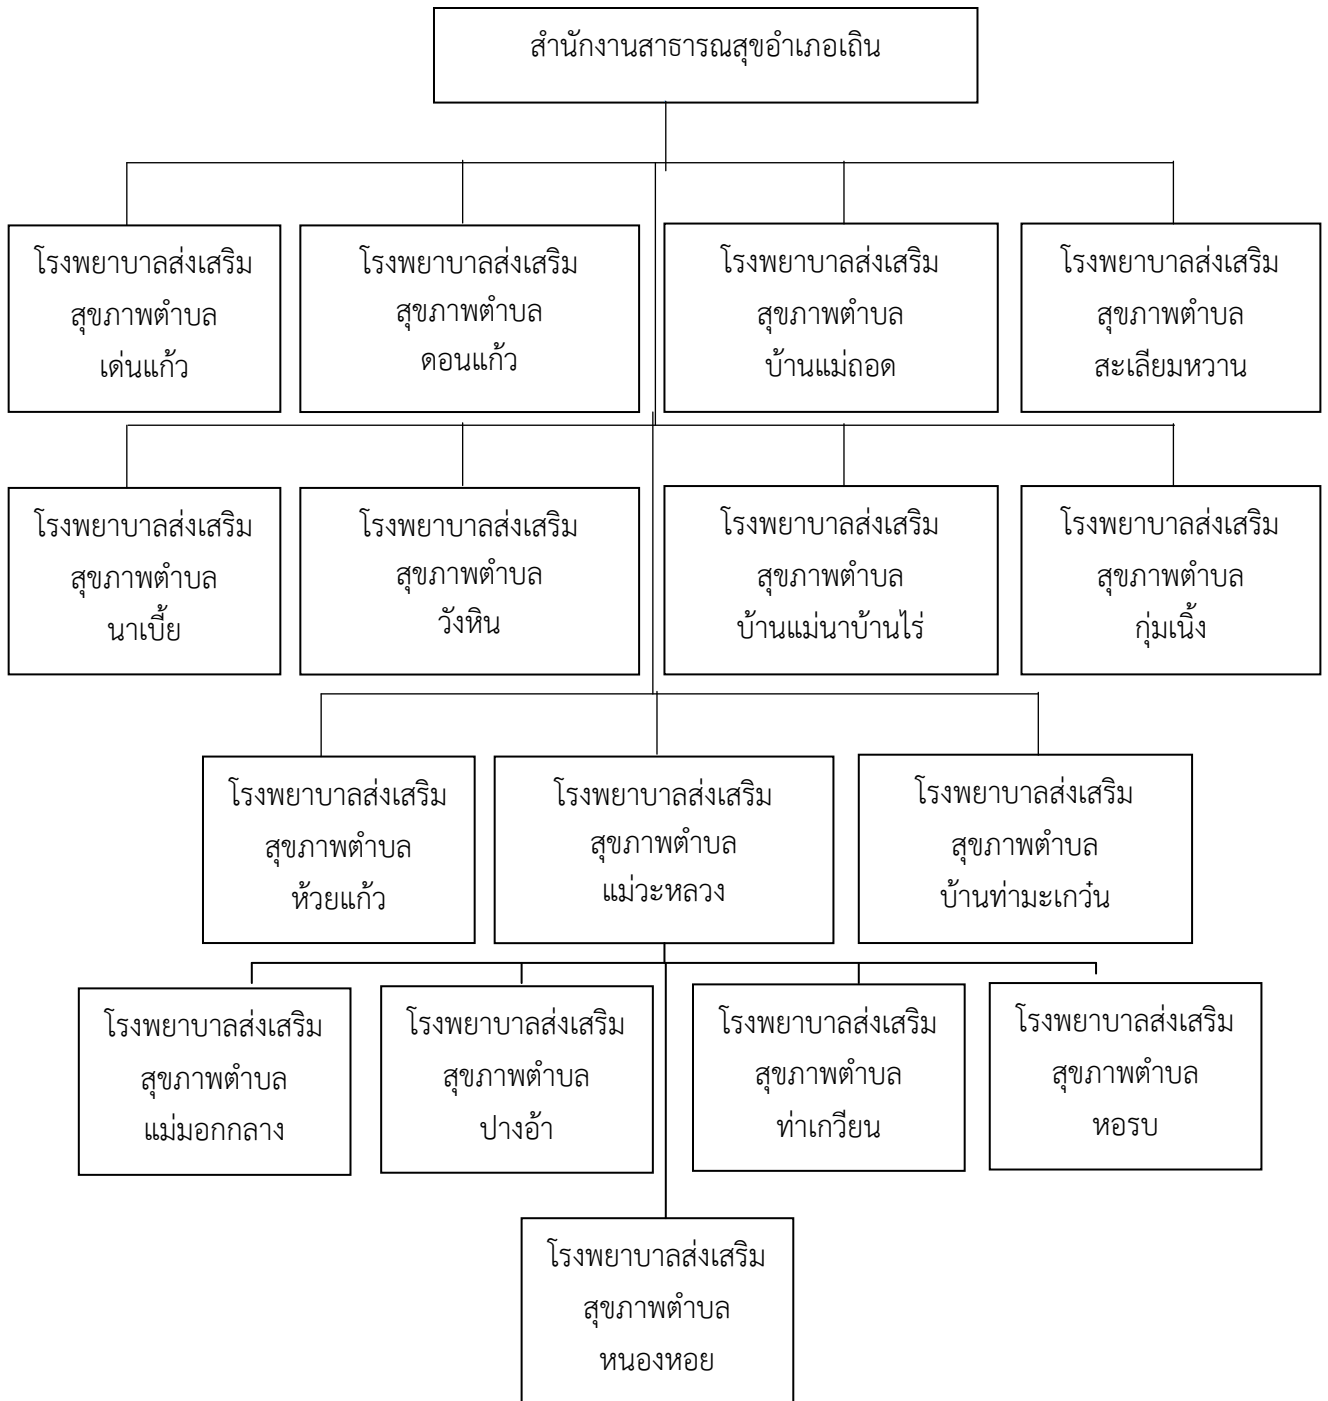 สำนักงานสาธารณสุขอำเภอเถิน
โรงพยาบาลส่งเสริม
สุขภาพตำบล
เด่นแก้ว
โรงพยาบาลส่งเสริม
สุขภาพตำบล
ดอนแก้ว
โรงพยาบาลส่งเสริม
สุขภาพตำบล
บ้านแม่ถอด
โรงพยาบาลส่งเสริม
สุขภาพตำบล
สะเลียมหวาน
โรงพยาบาลส่งเสริม
สุขภาพตำบล
นาเบี้ย
โรงพยาบาลส่งเสริม
สุขภาพตำบล
วังหิน
โรงพยาบาลส่งเสริม
สุขภาพตำบล
บ้านแม่นาบ้านไร่
โรงพยาบาลส่งเสริม
สุขภาพตำบล
กุ่มเนิ้ง
โรงพยาบาลส่งเสริม
สุขภาพตำบล
ห้วยแก้ว
โรงพยาบาลส่งเสริม
สุขภาพตำบล
แม่วะหลวง
โรงพยาบาลส่งเสริม
สุขภาพตำบล
บ้านท่ามะเกว๋น
โรงพยาบาลส่งเสริม
สุขภาพตำบล
แม่มอกกลาง
โรงพยาบาลส่งเสริม
สุขภาพตำบล
ปางอ้า
โรงพยาบาลส่งเสริม
สุขภาพตำบล
ท่าเกวียน
โรงพยาบาลส่งเสริม
สุขภาพตำบล
หอรบ
โรงพยาบาลส่งเสริม
สุขภาพตำบล
หนองหอย